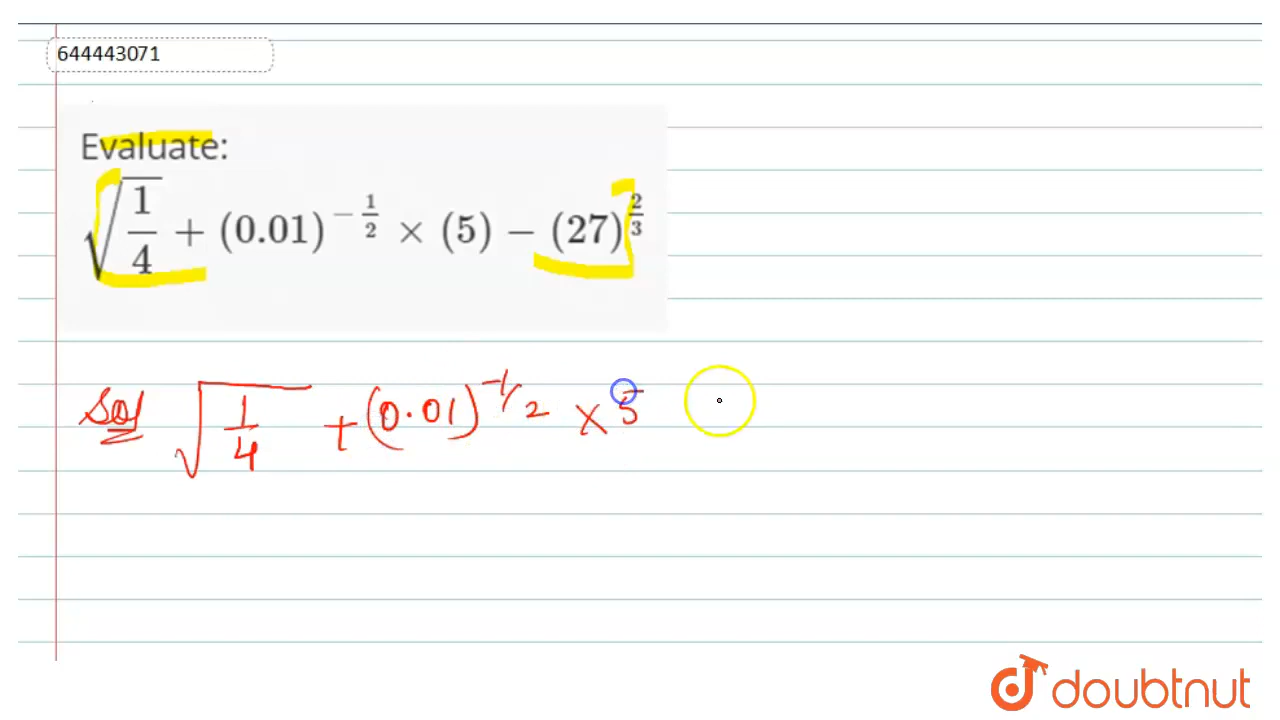 644443071
Evaluate:
√(1/4) + (0.01)^(-1/2) × (5) − (27)^(2/3)
Sol √(1/4) + (0.01)^(-1/2) × 5
doubtnut